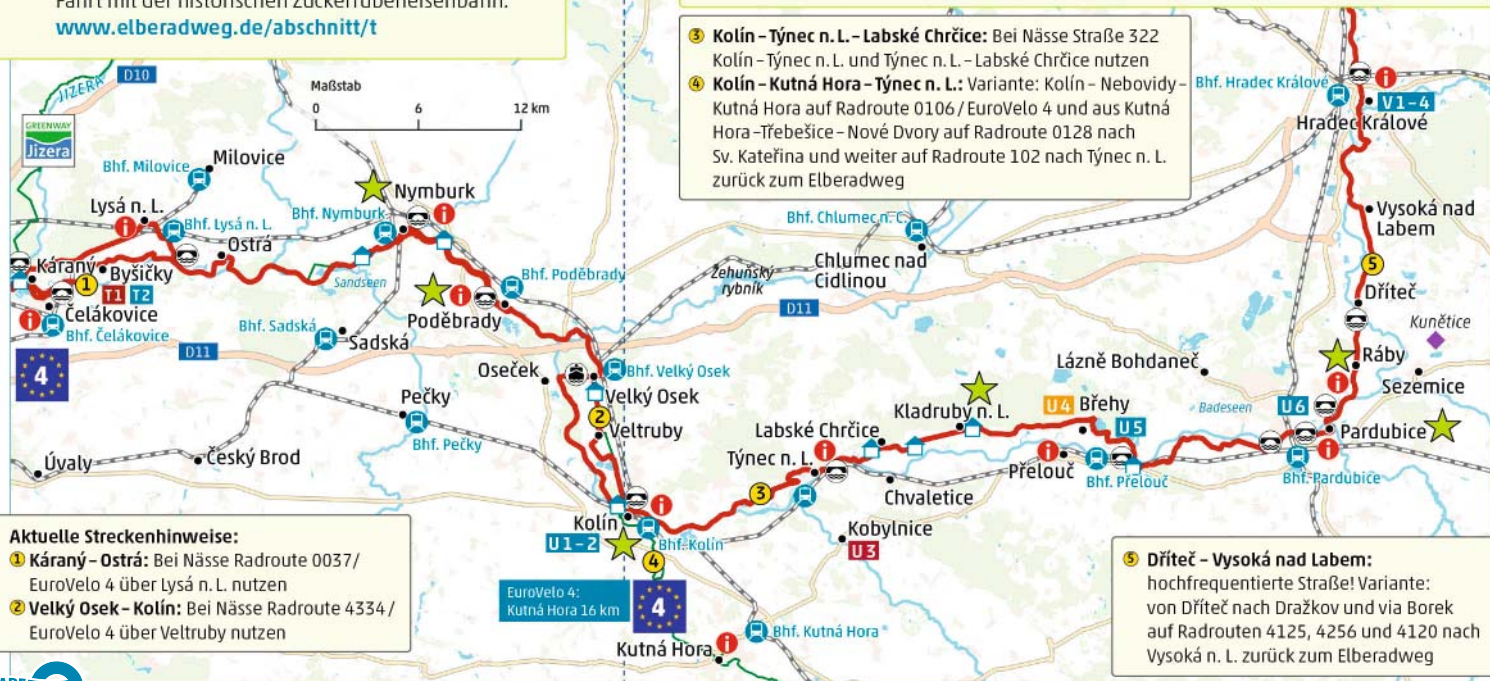 Fahrt mit der historischen Zuckerrübeneisenbahn.
www.elberadweg.de/abschnitt/t
3 Kolín – Týnec n. L. – Labské Chrčice: Bei Nässe Straße 322
Kolín – Týnec n. L. und Týnec n. L. – Labské Chrčice nutzen
4 Kolín – Kutná Hora – Týnec n. L.: Variante: Kolín – Nebovidy –
Kutná Hora auf Radroute 0106 / EuroVelo 4 und aus Kutná
Hora – Třebešice – Nové Dvory auf Radroute 0128 nach
Sv. Kateřina und weiter auf Radroute 102 nach Týnec n. L.
zurück zum Elberadweg
D10
JIZERA
GREENWAY
Jizera
Maßstab
0 6 12 km
Bhf. Milovice
Milovice
Lysá n. L.
Bhf. Lysá n. L.
Ostrá
Bhf. Nymburk
Nymburk
Káraný
1
Byšičky
T1 T2
Čelákovice
Bhf. Čelákovice
Sandseen
Bhf. Sadská
Sadská
D11
4
Bhf. Poděbrady
Poděbrady
Oseček
Bhf. Velký Osek
Velký Osek
2
Veltruby
Pečky
Bhf. Pečky
Český Brod
Úvaly
Kolín
U1-2
Bhf. Kolín
4
EuroVelo 4:
Kutná Hora 16 km
4
Bhf. Kutná Hora
Kutná Hora
Bhf. Chlumec n. C.
Chlumec nad
Cidlinou
Žehuňský
rybník
D11
Labské Chrčice
Týnec n. L.
3
Kladruby n. L.
Chvaletice
Kobylnice
U3
U4 Břehy
U5
Přelouč
Bhf. Přelouč
Lázně Bohdaneč
Badeseen
U6
Pardubice
Bhf. Pardubice
Bhf. Hradec Králové
V1-4
Hradec Králové
Vysoká nad
Labem
5
Dříteč
Kunětice
Ráby
Sezemice
Aktuelle Streckenhinweise:
1 Káraný – Ostrá: Bei Nässe Radroute 0037/
EuroVelo 4 über Lysá n. L. nutzen
2 Velký Osek – Kolín: Bei Nässe Radroute 4334 /
EuroVelo 4 über Veltruby nutzen
5 Dříteč – Vysoká nad Labem:
hochfrequentierte Straße! Variante:
von Dříteč nach Dražkov und via Borek
auf Radrouten 4125, 4256 und 4120 nach
Vysoká n. L. zurück zum Elberadweg